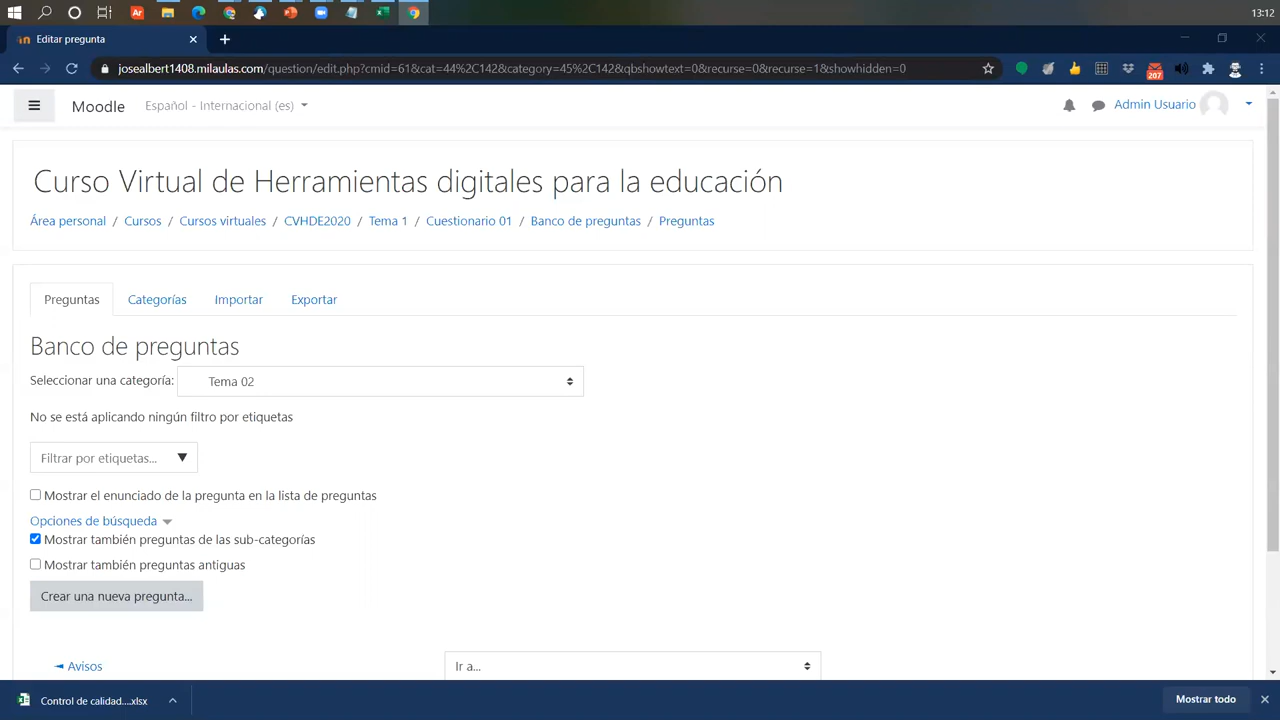 13:12
Editar pregunta
josealbert1408.milaulas.com/question/edit.php?cmid=61&cat=44%2C142&category=45%2C142&qbshowtext=0&recurse=0&recurse=1&showhidden=0
207
Moodle Español - Internacional (es)
Admin Usuario
Curso Virtual de Herramientas digitales para la educación
Área personal / Cursos / Cursos virtuales / CVHDE2020 / Tema 1 / Cuestionario 01 / Banco de preguntas / Preguntas
Preguntas Categorías Importar Exportar
Banco de preguntas
Seleccionar una categoría: Tema 02
No se está aplicando ningún filtro por etiquetas
Filtrar por etiquetas... ▼
Mostrar el enunciado de la pregunta en la lista de preguntas
Opciones de búsqueda
Mostrar también preguntas de las sub-categorías
Mostrar también preguntas antiguas
Crear una nueva pregunta...
◄ Avisos
Ir a...
Control de calidad....xlsx
Mostrar todo